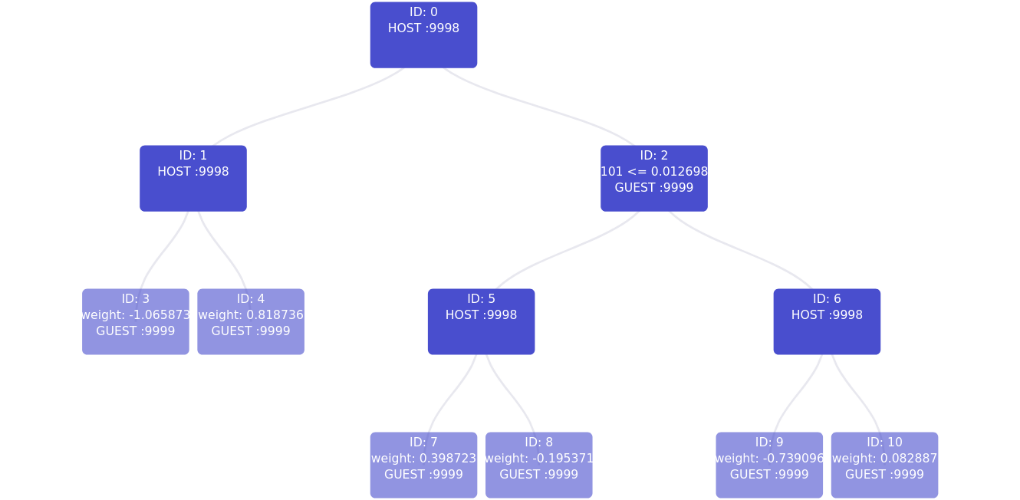 ID: 0
HOST :9998
ID: 1
HOST :9998
ID: 2
101 <= 0.012698
GUEST :9999
ID: 3
weight: -1.065873
GUEST :9999
ID: 4
weight: 0.818736
GUEST :9999
ID: 5
HOST :9998
ID: 6
HOST :9998
ID: 7
weight: 0.398723
GUEST :9999
ID: 8
weight: -0.195371
GUEST :9999
ID: 9
weight: -0.739096
GUEST :9999
ID: 10
weight: 0.082887
GUEST :9999